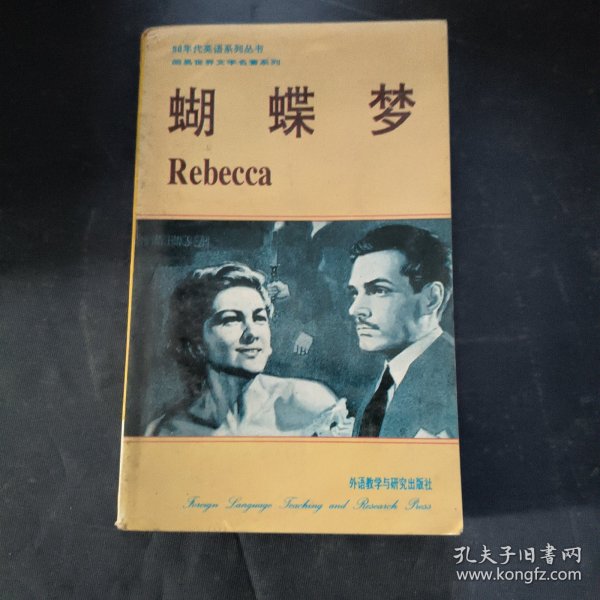 90年代英语系列丛书
简易世界文学名著系列
蝴蝶梦
Rebecca
外语教学与研究出版社
Foreign Language Teaching and Research Press
孔夫子旧书网
www.kongfz.com